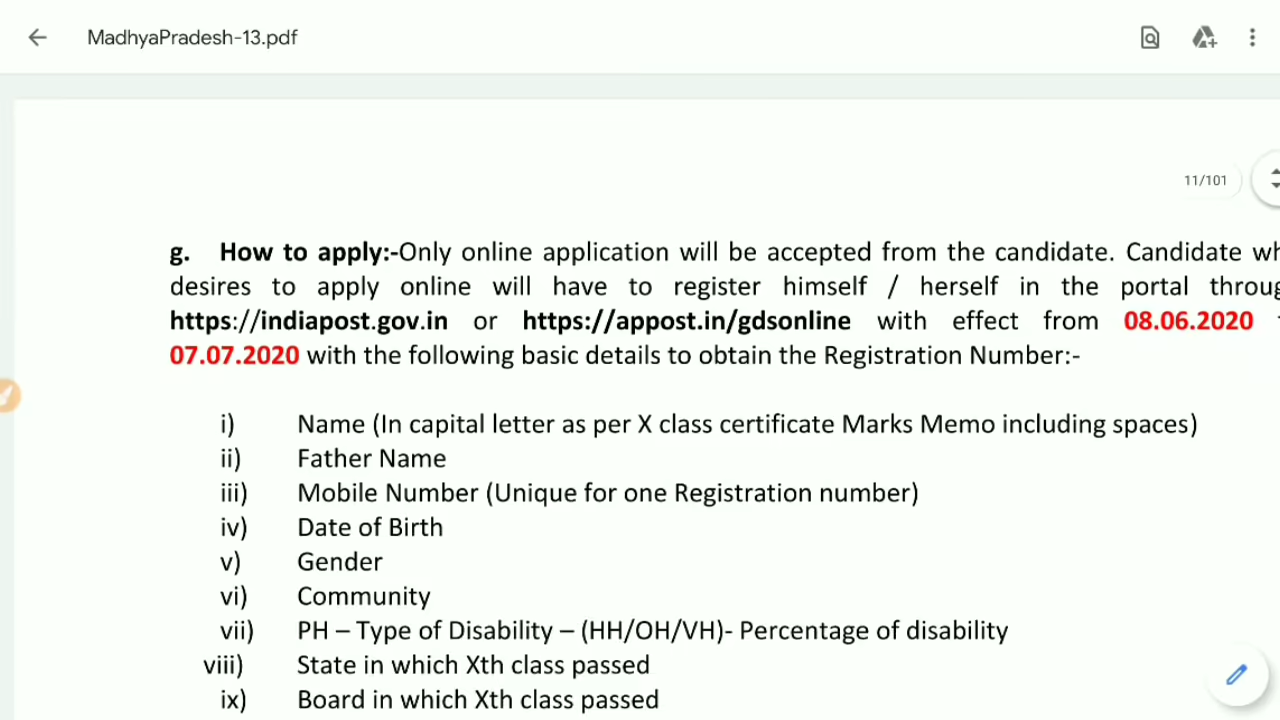 MadhyaPradesh-13.pdf
11/101
g. How to apply:-Only online application will be accepted from the candidate. Candidate
desires to apply online will have to register himself / herself in the portal
https://indiapost.gov.in or https://appost.in/gdsonline with effect from 08.06.2020
07.07.2020 with the following basic details to obtain the Registration Number:-
i) Name (In capital letter as per X class certificate Marks Memo including spaces)
ii) Father Name
iii) Mobile Number (Unique for one Registration number)
iv) Date of Birth
v) Gender
vi) Community
vii) PH – Type of Disability – (HH/OH/VH)- Percentage of disability
viii) State in which Xth class passed
ix) Board in which Xth class passed